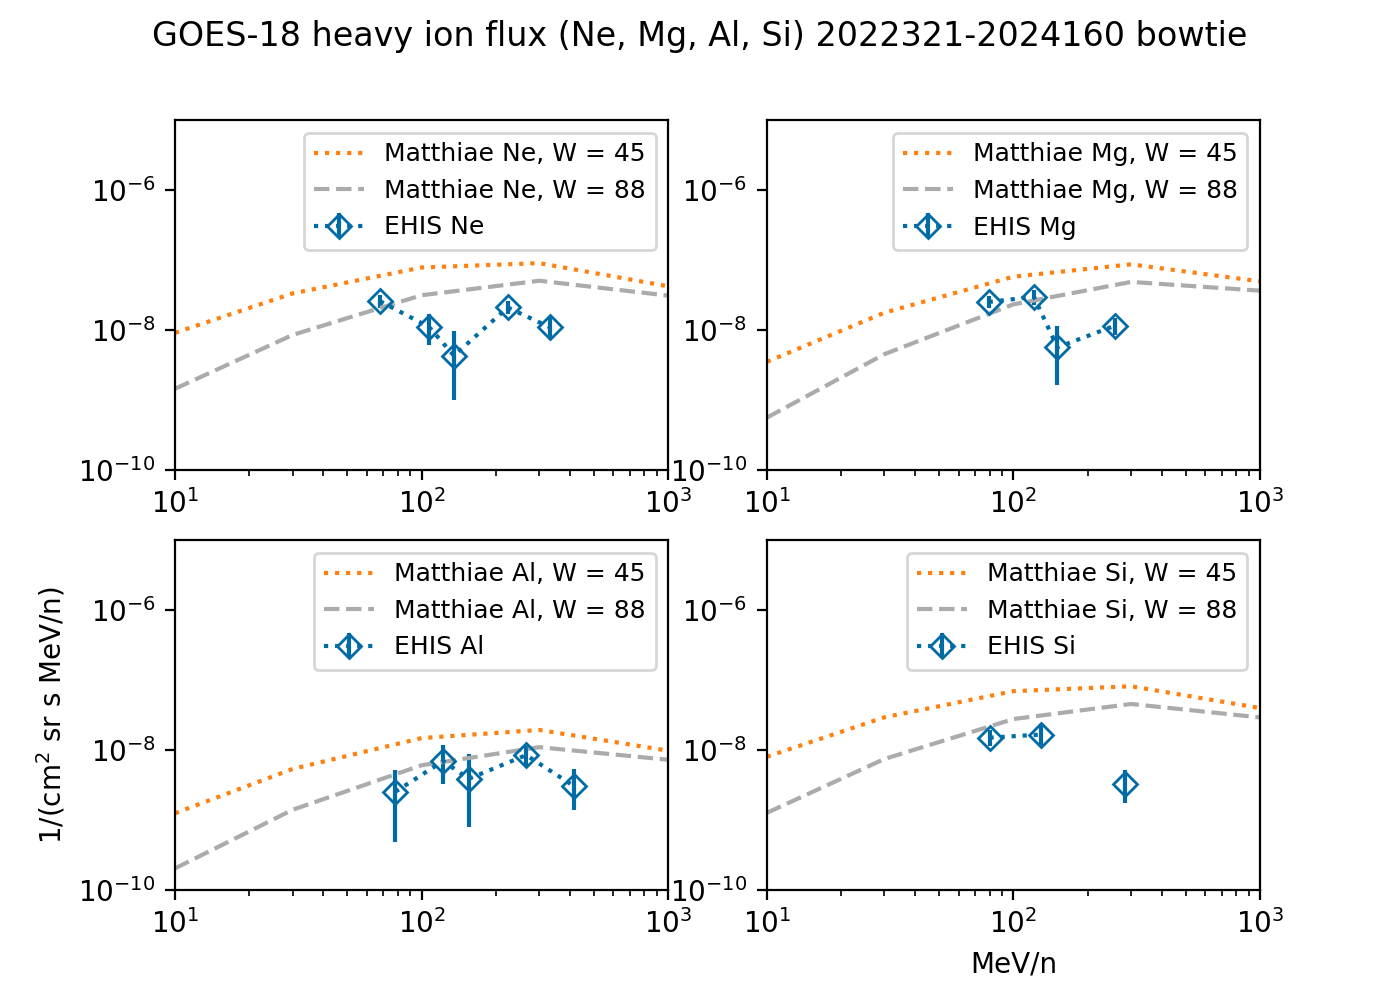 GOES-18 heavy ion flux (Ne, Mg, Al, Si) 2022321-2024160 bowtie
Matthiae Ne, W = 45
Matthiae Ne, W = 88
EHIS Ne
10⁻⁶
10⁻⁸
10⁻¹⁰
10¹ 10² 10³
Matthiae Mg, W = 45
Matthiae Mg, W = 88
EHIS Mg
10⁻⁶
10⁻⁸
10⁻¹⁰
10¹ 10² 10³
1/(cm² sr s MeV/n)
Matthiae Al, W = 45
Matthiae Al, W = 88
EHIS Al
10⁻⁶
10⁻⁸
10⁻¹⁰
10¹ 10² 10³
Matthiae Si, W = 45
Matthiae Si, W = 88
EHIS Si
10⁻⁶
10⁻⁸
10⁻¹⁰
10¹ 10² 10³
MeV/n